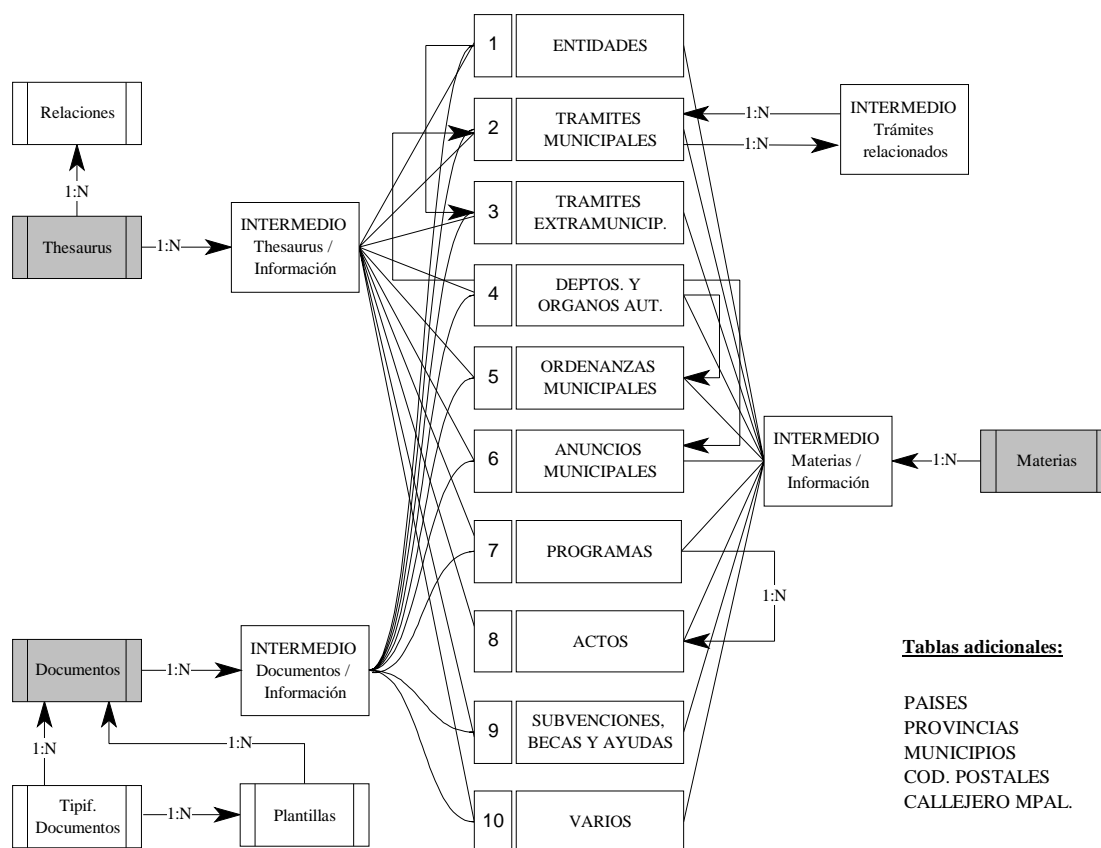 1
ENTIDADES
Relaciones
2
TRAMITES
MUNICIPALES
1:N
1:N
INTERMEDIO
Trámites
relacionados
1:N
Thesaurus
1:N
INTERMEDIO
Thesaurus /
Información
3
TRAMITES
EXTRAMUNICIP.
4
DEPTOS. Y
ORGANOS AUT.
5
ORDENANZAS
MUNICIPALES
6
ANUNCIOS
MUNICIPALES
INTERMEDIO
Materias /
Información
1:N
Materias
7
PROGRAMAS
1:N
8
ACTOS
Documentos
1:N
INTERMEDIO
Documentos /
Información
9
SUBVENCIONES,
BECAS Y AYUDAS
1:N
1:N
Tipif.
Documentos
1:N
Plantillas
10
VARIOS
Tablas adicionales:
PAISES
PROVINCIAS
MUNICIPIOS
COD. POSTALES
CALLEJERO MPAL.